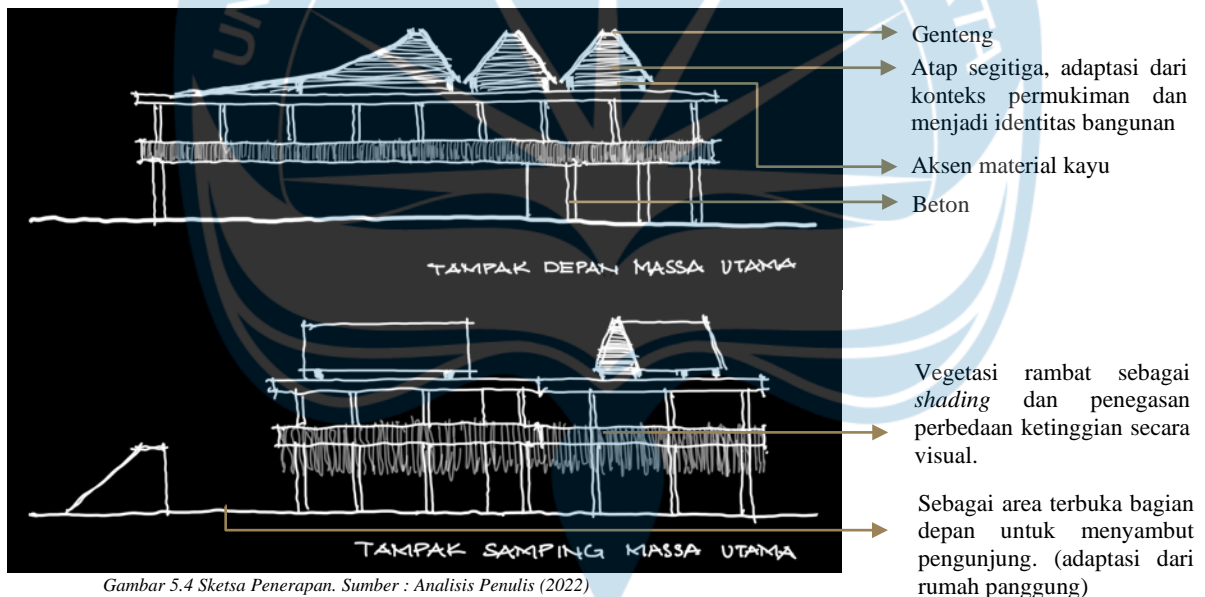 Genteng
Atap segitiga, adaptasi dari
konteks permukiman dan
menjadi identitas bangunan
Aksen material kayu
Beton
TAMPAK DEPAN MASSA UTAMA
Vegetasi rambat sebagai
shading dan penegasan
perbedaan ketinggian secara
visual.
Sebagai area terbuka bagian
depan untuk menyambut
pengunjung. (adaptasi dari
rumah panggung)
TAMPAK SAMPING MASSA UTAMA
Gambar 5.4 Sketsa Penerapan. Sumber : Analisis Penulis (2022)